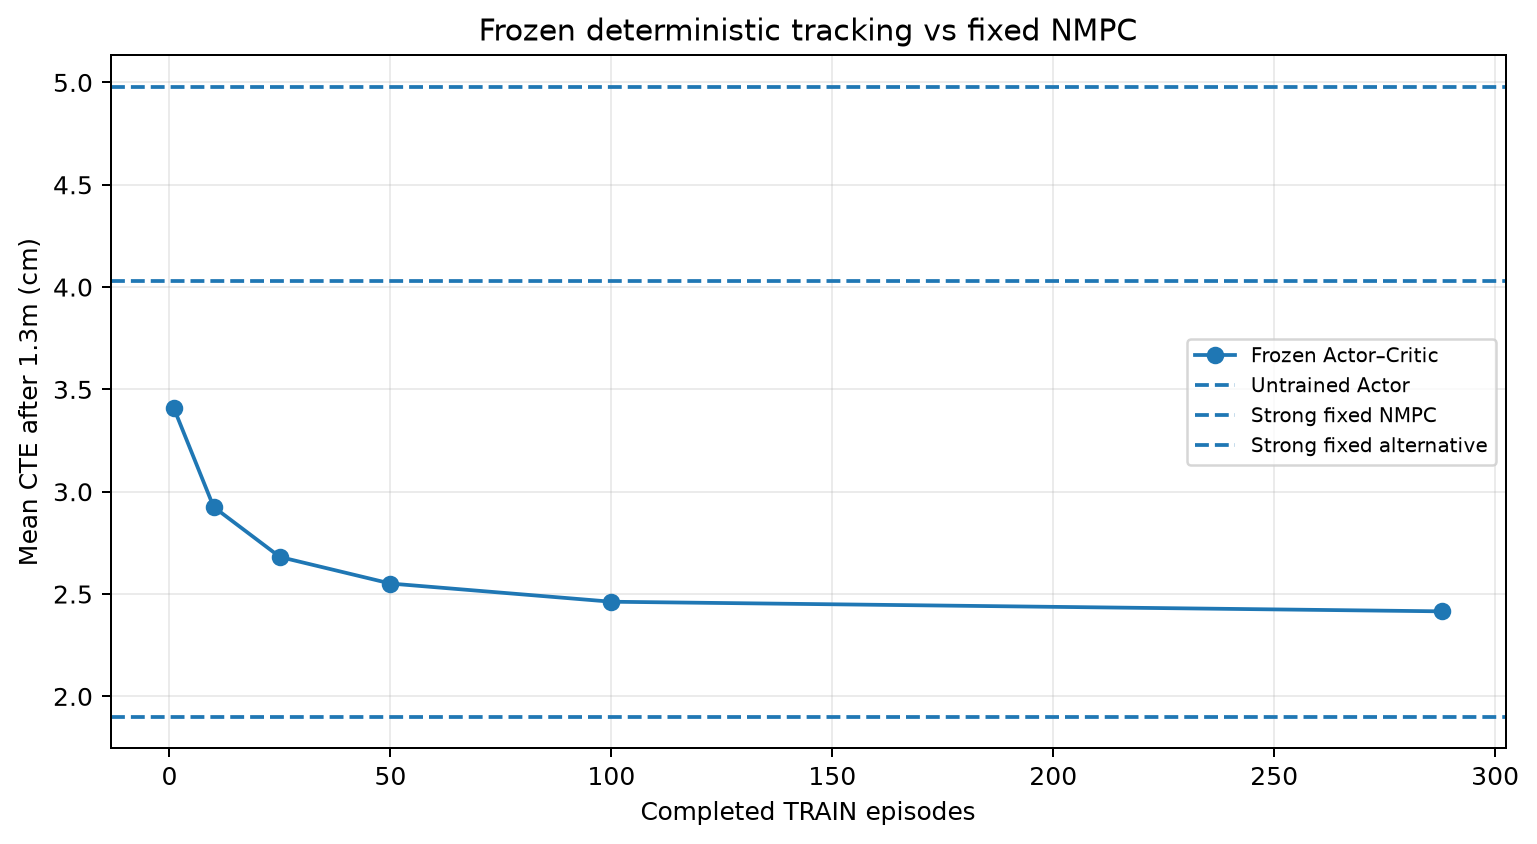 Frozen deterministic tracking vs fixed NMPC
Mean CTE after 1.3m (cm)
5.0
4.5
4.0
3.5
3.0
2.5
2.0
Frozen Actor–Critic
Untrained Actor
Strong fixed NMPC
Strong fixed alternative
0 50 100 150 200 250 300
Completed TRAIN episodes